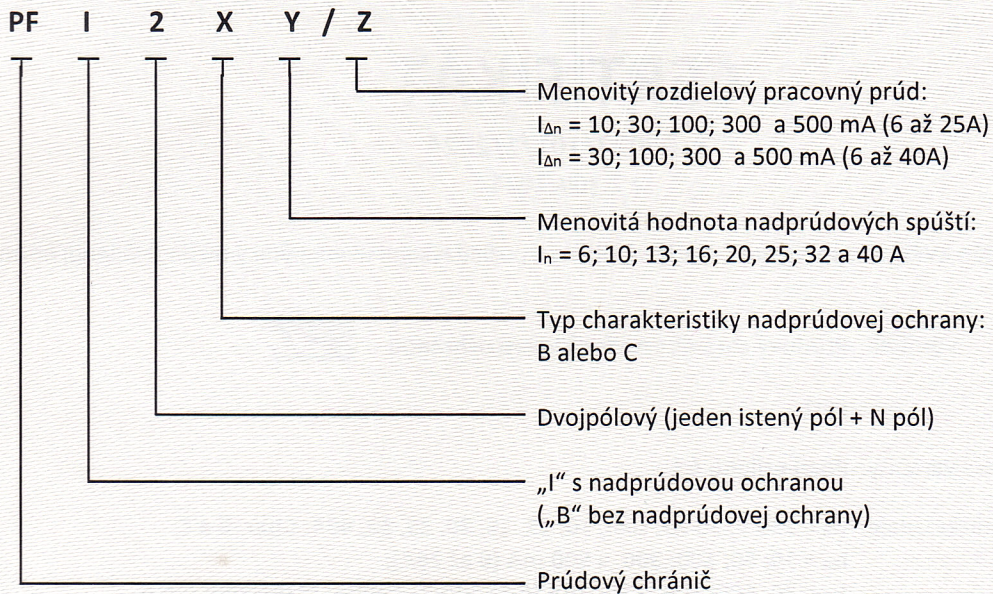 PF I 2 X Y / Z
Menovitý rozdielový pracovný prúd:
I∆n = 10; 30; 100; 300 a 500 mA (6 až 25A)
I∆n = 30; 100; 300 a 500 mA (6 až 40A)
Menovitá hodnota nadprúdových spúští:
In = 6; 10; 13; 16; 20, 25; 32 a 40 A
Typ charakteristiky nadprúdovej ochrany:
B alebo C
Dvojpólový (jeden istený pól + N pól)
„I“ s nadprúdovou ochranou
(„B“ bez nadprúdovej ochrany)
Prúdový chránič